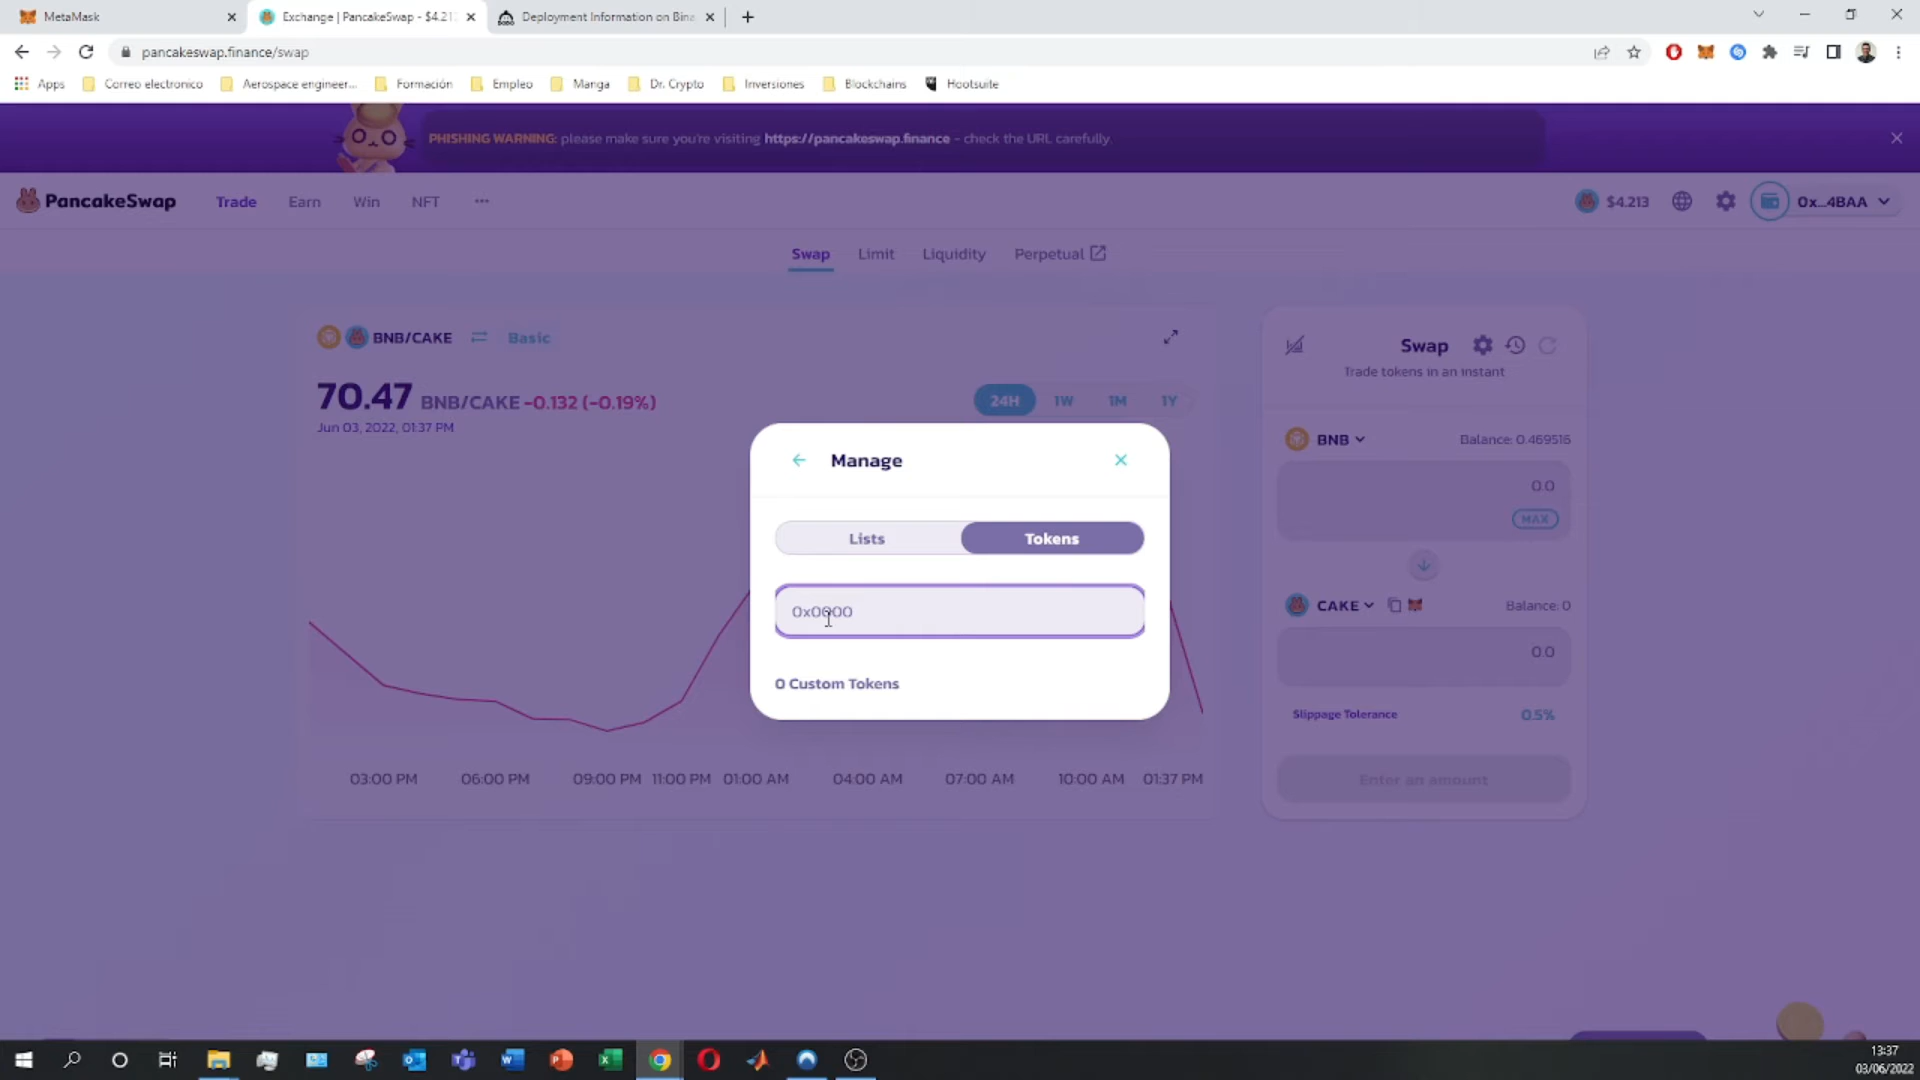 MetaMask
Exchange | PancakeSwap - $4.21
Deployment Information on Bina
pancakeswap.finance/swap
Apps
Correo electronico
Aerospace engineer...
Formación
Empleo
Manga
Dr. Crypto
Inversiones
Blockchains
Hootsuite
PHISHING WARNING: please make sure you're visiting https://pancakeswap.finance - check the URL carefully.
PancakeSwap
Trade
Earn
Win
NFT
$4.213
0x...4BAA
Swap
Limit
Liquidity
Perpetual
BNB/CAKE
Basic
70.47 BNB/CAKE -0.132 (-0.19%)
Jun 03, 2022, 01:37 PM
24H
1W
1M
1Y
Manage
Lists
Tokens
0x0000
0 Custom Tokens
03:00 PM
06:00 PM
09:00 PM
11:00 PM
01:00 AM
04:00 AM
07:00 AM
10:00 AM
01:37 PM
Swap
Trade tokens in an instant
BNB
Balance: 0.469516
0.0
MAX
CAKE
Balance: 0
0.0
Slippage Tolerance
0.5%
Enter an amount
13:37
03/06/2022